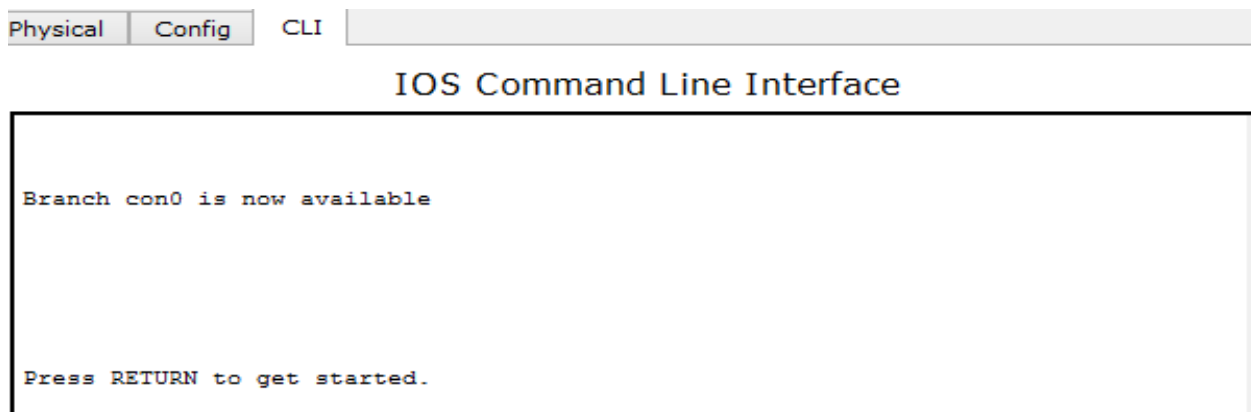 Physical Config CLI
IOS Command Line Interface
Branch con0 is now available
Press RETURN to get started.